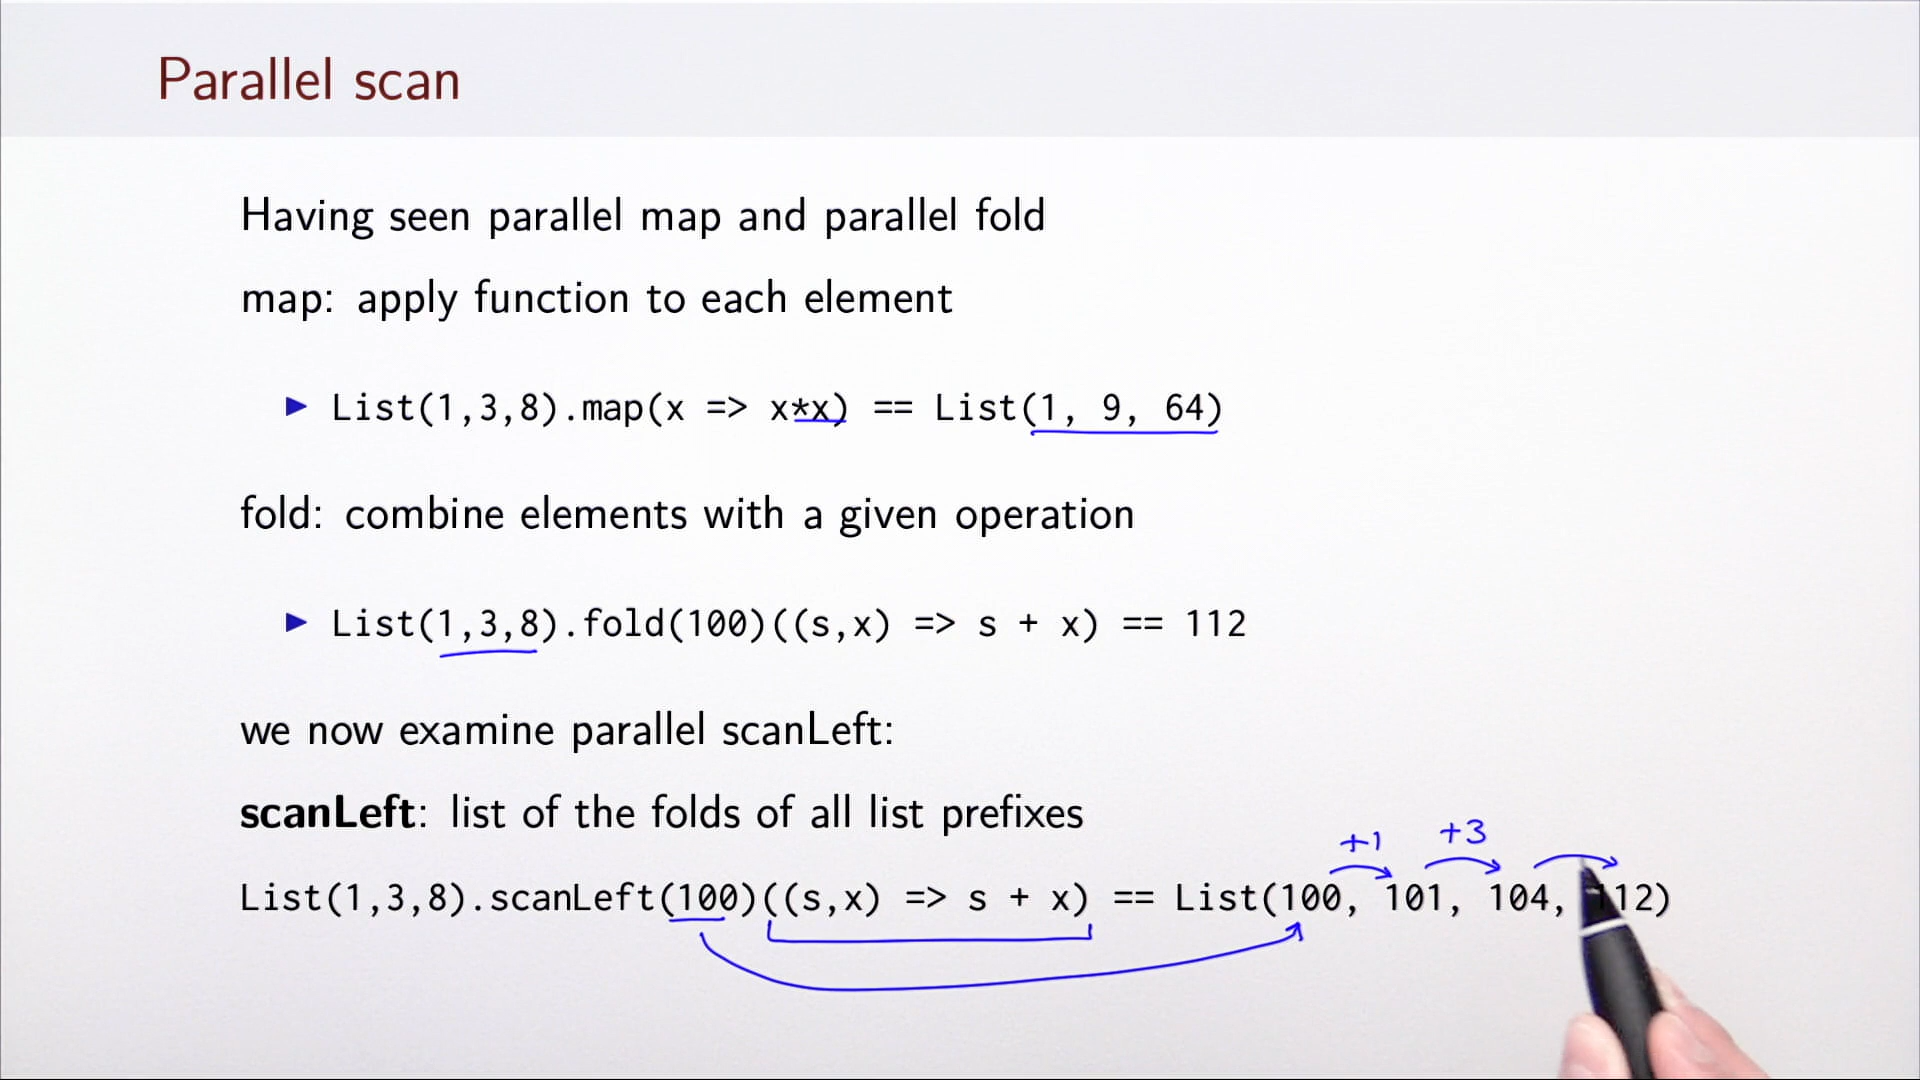 Parallel scan
Having seen parallel map and parallel fold
map: apply function to each element
▶ List(1,3,8).map(x => x*x) == List(1, 9, 64)
fold: combine elements with a given operation
▶ List(1,3,8).fold(100)((s,x) => s + x) == 112
we now examine parallel scanLeft:
scanLeft: list of the folds of all list prefixes
+1 +3
List(1,3,8).scanLeft(100)((s,x) => s + x) == List(100, 101, 104, 112)